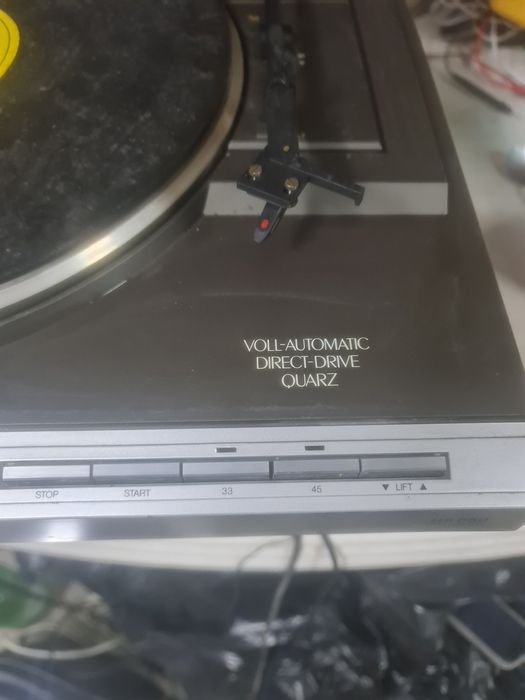 VOLL-AUTOMATIC
DIRECT-DRIVE
QUARZ
STOP START 33 45 ▼ LIFT ▲